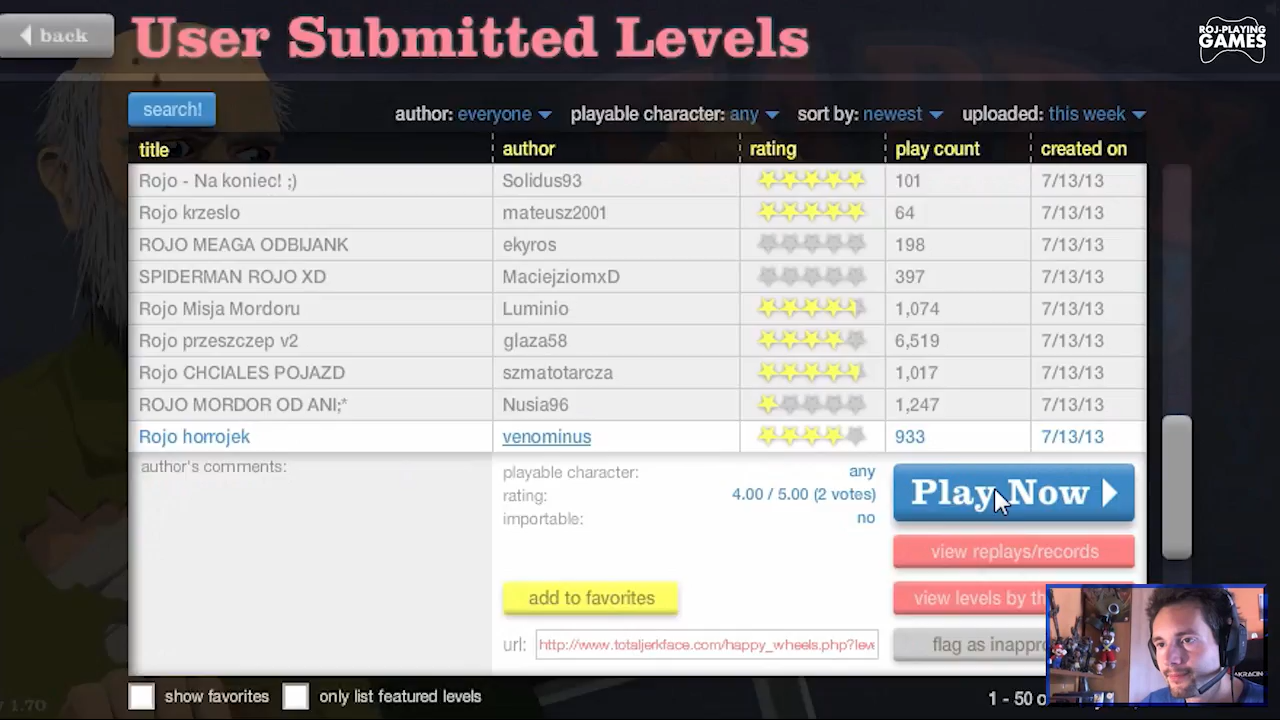 back
User Submitted Levels
ROJ-PLAYING
GAMES
search!
author: everyone playable character: any sort by: newest uploaded: this week
title author rating play count created on
Rojo - Na koniec! ;) Solidus93 101 7/13/13
Rojo krzeslo mateusz2001 64 7/13/13
ROJO MEAGA ODBIJANK ekyros 198 7/13/13
SPIDERMAN ROJO XD MaciejziomxD 397 7/13/13
Rojo Misja Mordoru Luminio 1,074 7/13/13
Rojo przeszczep v2 glaza58 6,519 7/13/13
Rojo CHCIALES POJAZD szmatotarcza 1,017 7/13/13
ROJO MORDOR OD ANI;* Nusia96 1,247 7/13/13
Rojo horrojek venominus 933 7/13/13
author's comments:
playable character: any
rating: 4.00 / 5.00 (2 votes)
importable: no
Play Now
view replays/records
add to favorites
view levels by th
url: http://www.totaljerkface.com/happy_wheels.php?lev
flag as inappro
AKRACING
show favorites only list featured levels
1 - 50 o
v 1.70